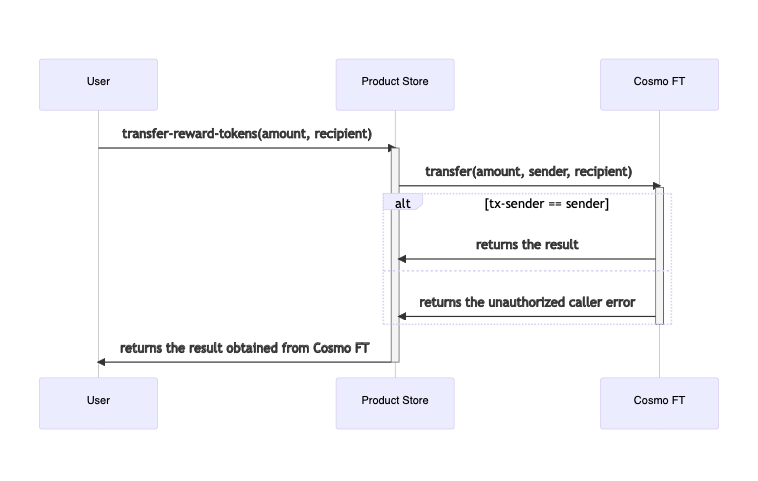 User
Product Store
Cosmo FT
transfer-reward-tokens(amount, recipient)
transfer(amount, sender, recipient)
alt
[tx-sender == sender]
returns the result
returns the unauthorized caller error
returns the result obtained from Cosmo FT
User
Product Store
Cosmo FT